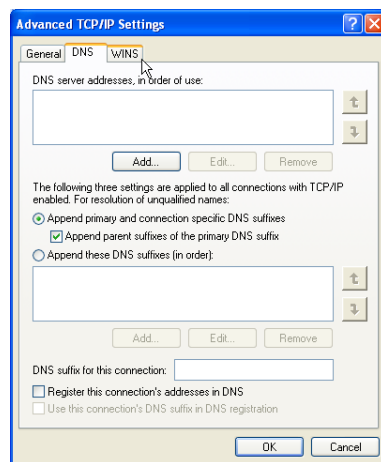 Advanced TCP/IP Settings
General DNS WINS
DNS server addresses, in order of use:
Add... Edit... Remove
The following three settings are applied to all connections with TCP/IP
enabled. For resolution of unqualified names:
Append primary and connection specific DNS suffixes
Append parent suffixes of the primary DNS suffix
Append these DNS suffixes (in order):
Add... Edit... Remove
DNS suffix for this connection:
Register this connection's addresses in DNS
Use this connection's DNS suffix in DNS registration
OK Cancel